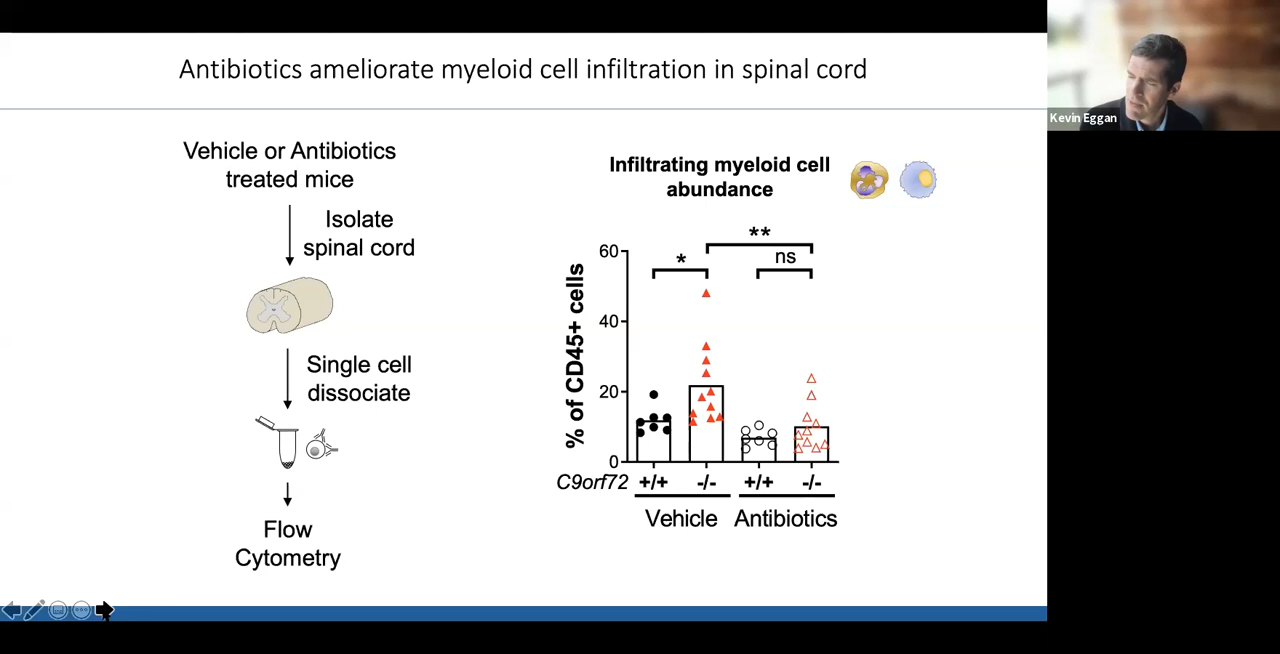 Antibiotics ameliorate myeloid cell infiltration in spinal cord
Kevin Eggan
Vehicle or Antibiotics
treated mice
Isolate
spinal cord
Single cell
dissociate
Flow
Cytometry
Infiltrating myeloid cell
abundance
**
*
ns
% of CD45+ cells
60
40
20
0
C9orf72 +/+ -/- +/+ -/-
Vehicle Antibiotics